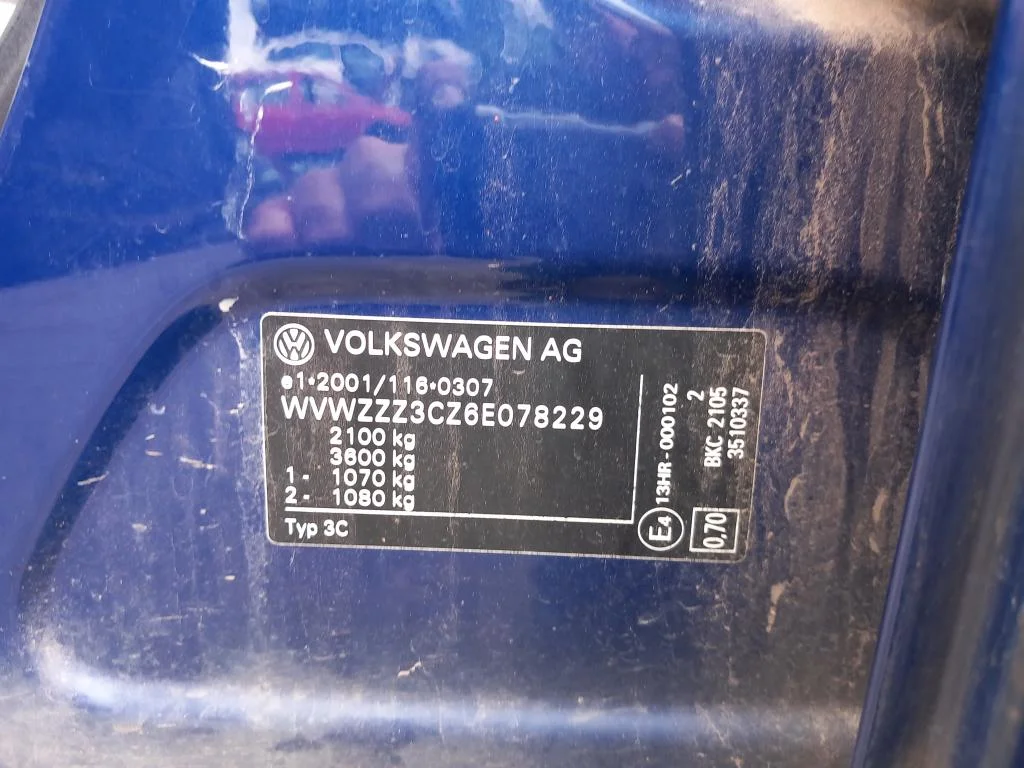 VOLKSWAGEN AG
e1*2001/116*0307
WVWZZZ3CZ6E078229
2100 kg
3600 kg
1- 1070 kg
2- 1080 kg
Typ 3C
E4 13HR-000102
2
0,70 BKC 2105
3510337